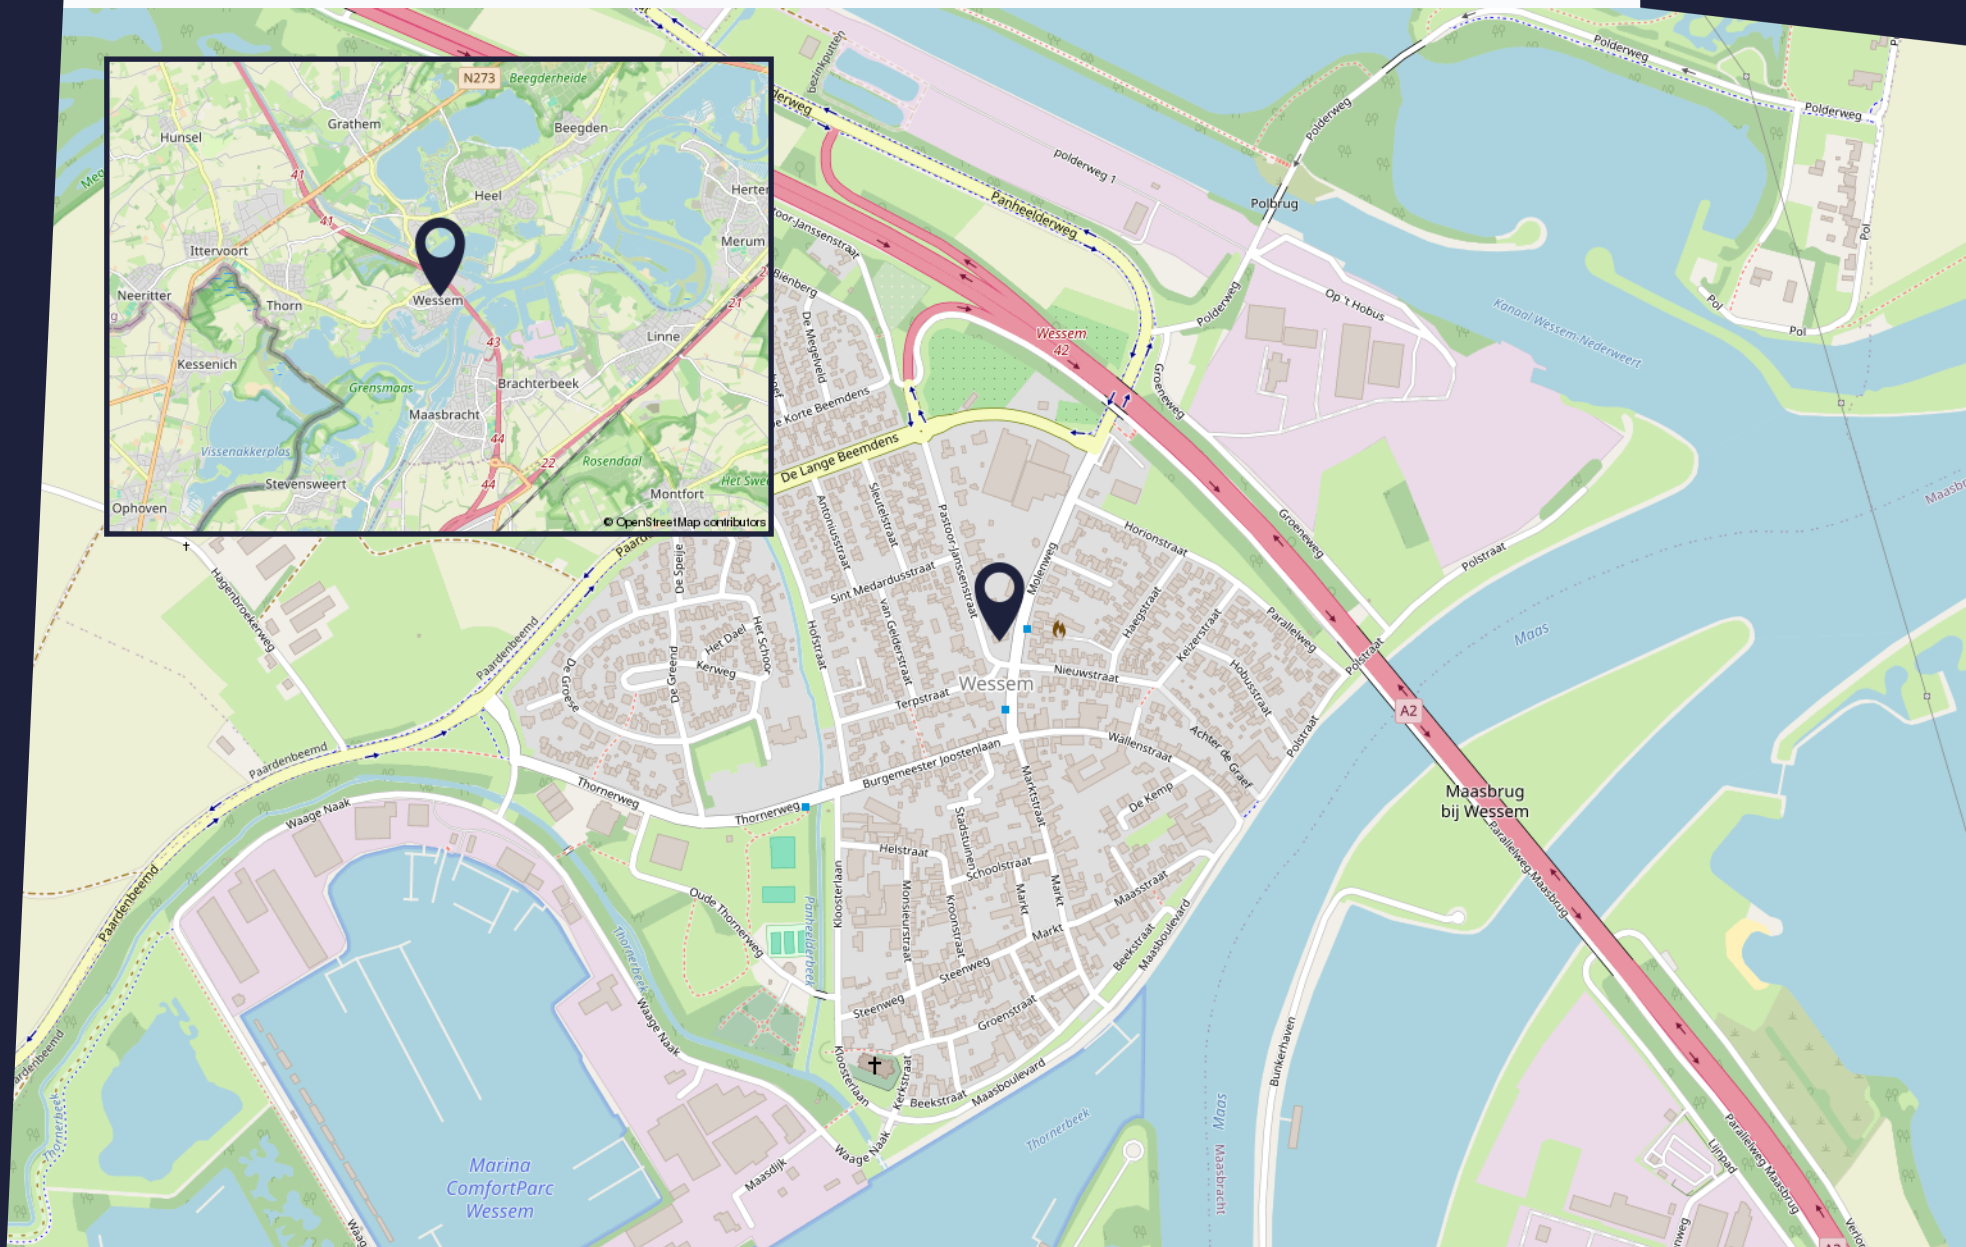 N273
Beegderheide
Grathem
Hunsel
Beegden
41
Heel
Herten
41
Ittervoort
Merum
Neeritter
Thorn
Wessem
21
Linne
43
Kessenich
Grensmaas
Brachterbeek
Maasbracht
44
Vissenakkerplas
22
Rosendaal
Stevensweert
44
Montfort
Ophoven
© OpenStreetMap contributors
bezinkputten
polderweg 1
Panheelderweg
Polderweg
Polderweg
Polderweg
Polbrug
Polderweg
Pol
Pol
Pol
Op 't Hobus
Kanaal Wessem-Nederweert
Biënberg
De Megelveld
De Korte Beemdens
De Lange Beemdens
Wessem
42
Groeneweg
Groeneweg
Polstraat
Maas
Antoniusstraat
Sleutelstraat
Pastoor-Janssenstraat
Molenweg
Horionstraat
Sint Medardusstraat
van Gelderstraat
Hofstraat
Haegstraat
Keizerstraat
Parallelweg
Polstraat
Hobusstraat
Nieuwstraat
Wessem
Terpstraat
Hagenbroekerweg
Paardenbeemd
Paardenbeemd
Paardenbeemd
De Speije
Het Dael
Het Schoor
Kerweg
De Greend
De Groese
A2
Polstraat
Achter de Graef
Wallenstraat
Burgemeester Joostenlaan
Marktstraat
De Kemp
Thornerweg
Thornerweg
Waage Naak
Maasbrug
bij Wessem
Parallelweg Maasbrug
Stadstuinen
Helstraat
Schoolstraat
Kloosterlaan
Monsieurstraat
Kroonstraat
Markt
Markt
Markt
Maasstraat
Beekstraat
Maasboulevard
Oude Thornerweg
Panheelderbeek
Thornerbeek
Steenweg
Steenweg
Groenstraat
Waage Naak
Kloosterlaan
Kerkstraat
Beekstraat
Maasboulevard
Thornerbeek
Bunkerhaven
Maas
Maasbracht
Waage Naak
Maasdijk
Marina
ComfortParc
Wessem
Thornerbeek
Lijnpad
Parallelweg Maasbrug